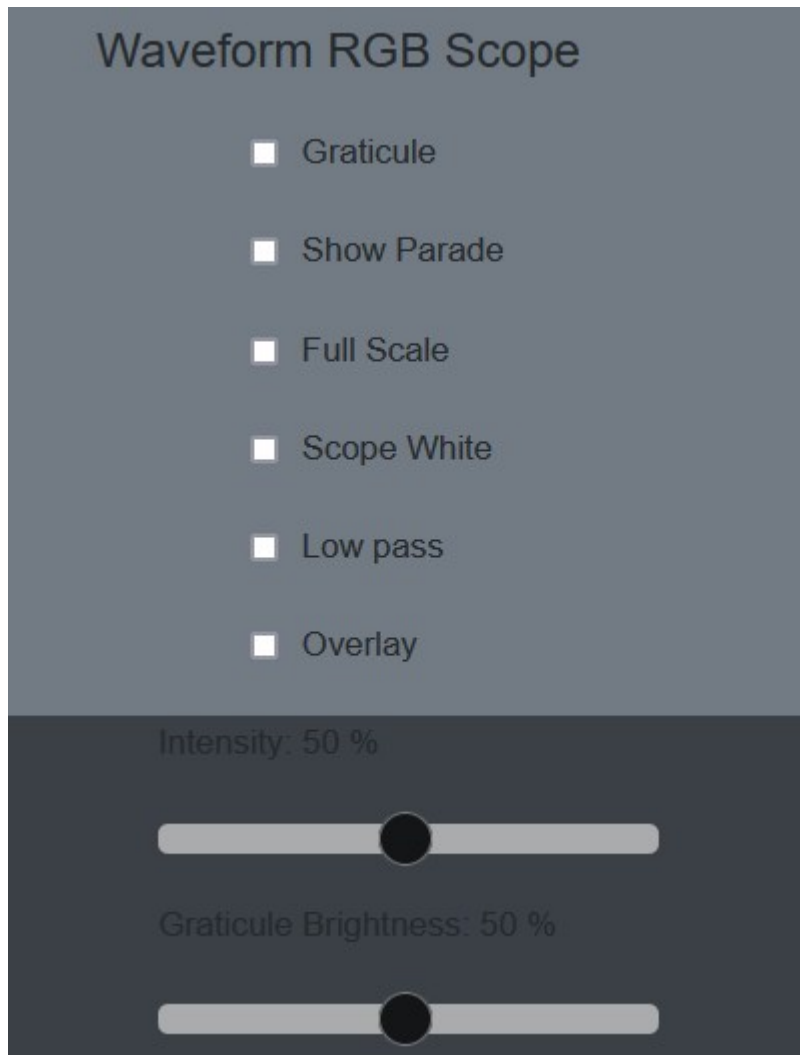 Waveform RGB Scope
Graticule
Show Parade
Full Scale
Scope White
Low pass
Overlay
Intensity: 50 %
Graticule Brightness: 50 %